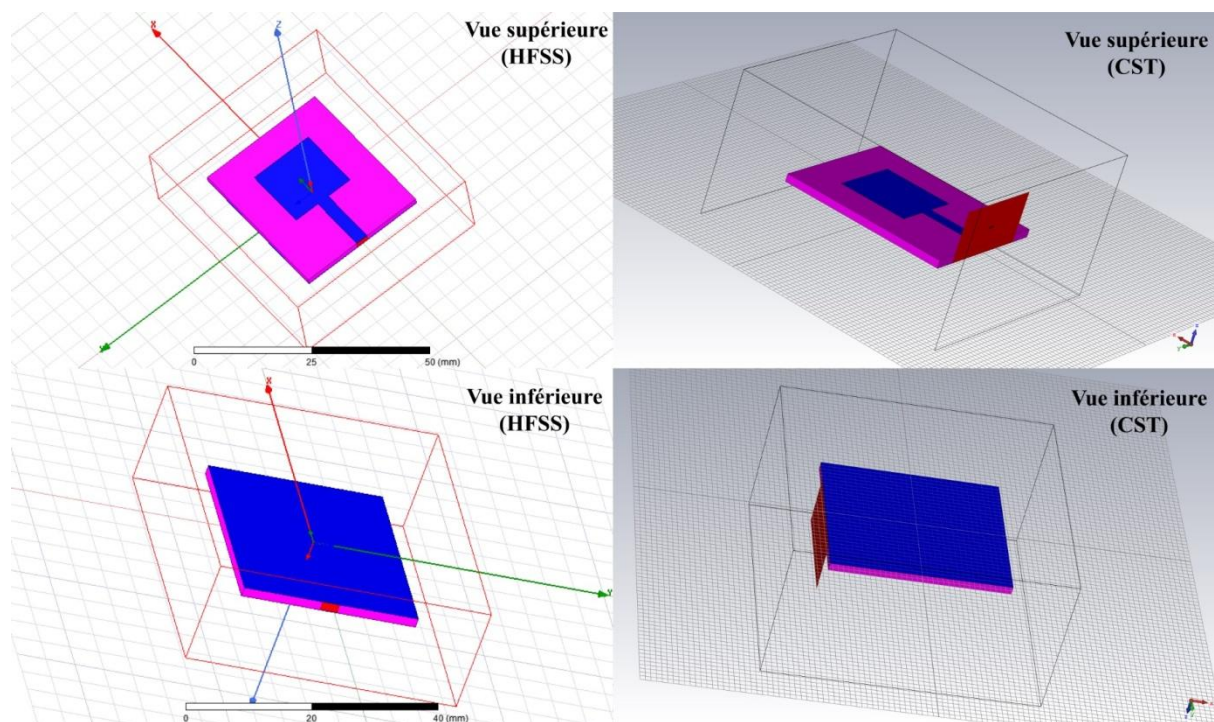 X
Z
Vue supérieure
(HFSS)
Vue supérieure
(CST)
0
25
50 (mm)
X
Vue inférieure
(HFSS)
Vue inférieure
(CST)
Y
0
20
40 (mm)